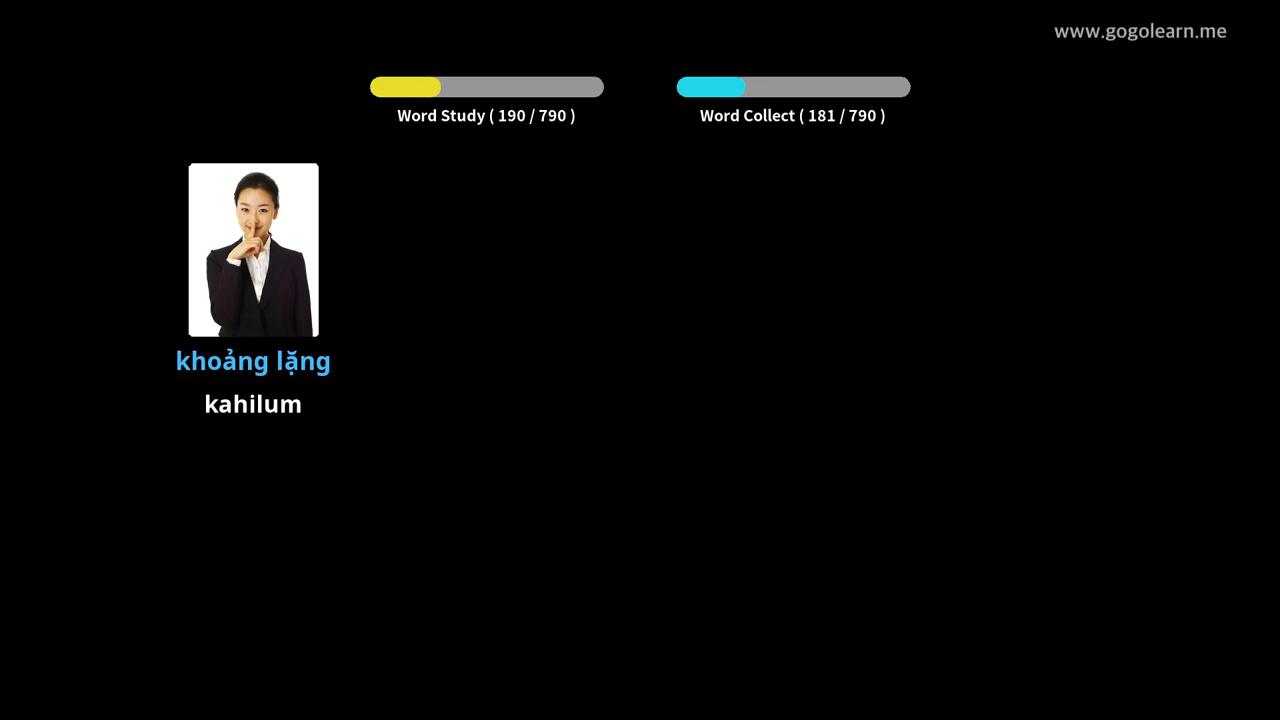 www.gogolearn.me
Word Study ( 190 / 790 )
Word Collect ( 181 / 790 )
khoảng lặng
kahilum